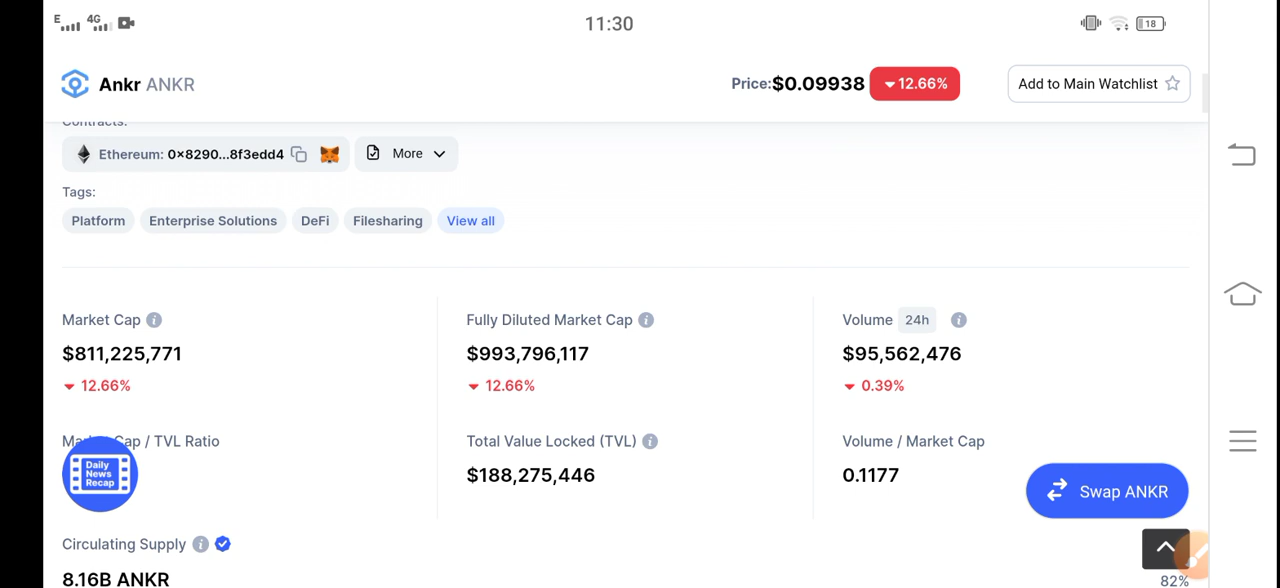 E 4G 11:30 18
Ankr ANKR Price:$0.09938 12.66% Add to Main Watchlist
Contracts:
Ethereum: 0×8290...8f3edd4 More
Tags:
Platform Enterprise Solutions DeFi Filesharing View all
Market Cap Fully Diluted Market Cap Volume 24h
$811,225,771 $993,796,117 $95,562,476
12.66% 12.66% 0.39%
Cap / TVL Ratio Total Value Locked (TVL) Volume / Market Cap
Daily
News
Recap
$188,275,446 0.1177
Swap ANKR
Circulating Supply
8.16B ANKR 82%